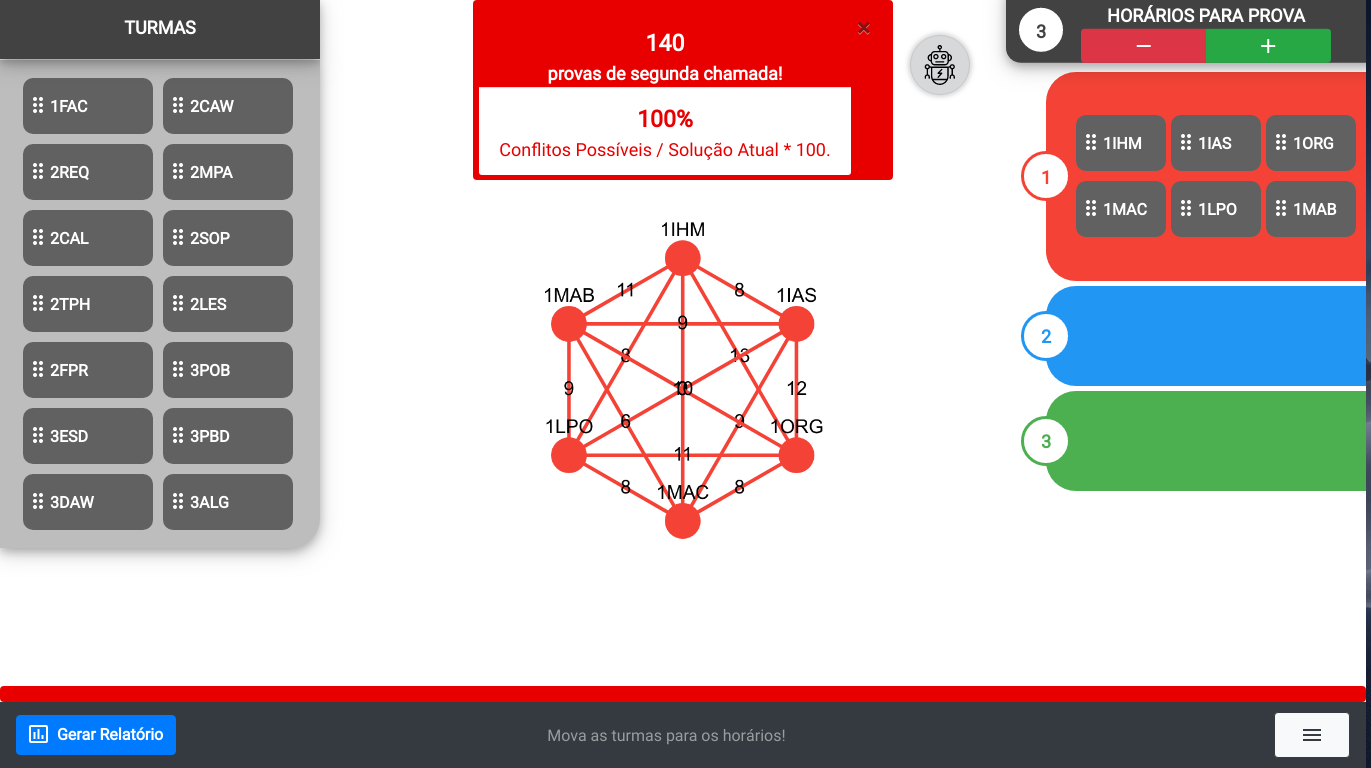 TURMAS
1FAC
2CAW
2REQ
2MPA
2CAL
2SOP
2TPH
2LES
2FPR
3POB
3ESD
3PBD
3DAW
3ALG
×
140
provas de segunda chamada!
100%
Conflitos Possíveis / Solução Atual * 100.
1IHM
11
8
1MAB
1IAS
9
8
13
9
12
1LPO
6
9
1ORG
11
8
1MAC
8
3
HORÁRIOS PARA PROVA
−
+
1
1IHM
1IAS
1ORG
1MAC
1LPO
1MAB
2
3
Gerar Relatório
Mova as turmas para os horários!